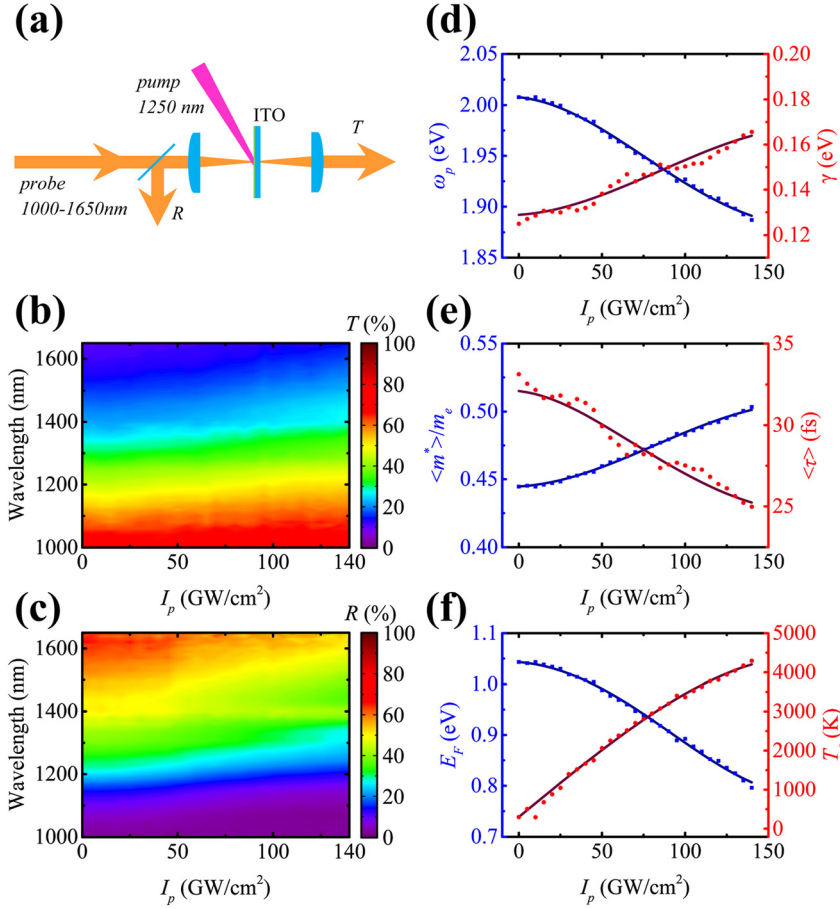 (a)
pump
1250 nm
ITO
T
probe
1000-1650nm
R
(b)
T (%)
Wavelength (nm)
1600
1400
1200
1000
0
50
100
140
I_p (GW/cm²)
100
80
60
40
20
0
(c)
R (%)
Wavelength (nm)
1600
1400
1200
1000
0
50
100
140
I_p (GW/cm²)
100
80
60
40
20
0
(d)
ω_p (eV)
2.05
2.00
1.95
1.90
1.85
0
50
100
150
I_p (GW/cm²)
0.20
0.18
0.16
0.14
0.12
γ (eV)
(e)
<m*>/m_e
0.55
0.50
0.45
0.40
0
50
100
150
I_p (GW/cm²)
35
30
25
<τ> (fs)
(f)
E_F (eV)
1.1
1.0
0.9
0.8
0.7
0
50
100
150
I_p (GW/cm²)
5000
4000
3000
2000
1000
0
(K)